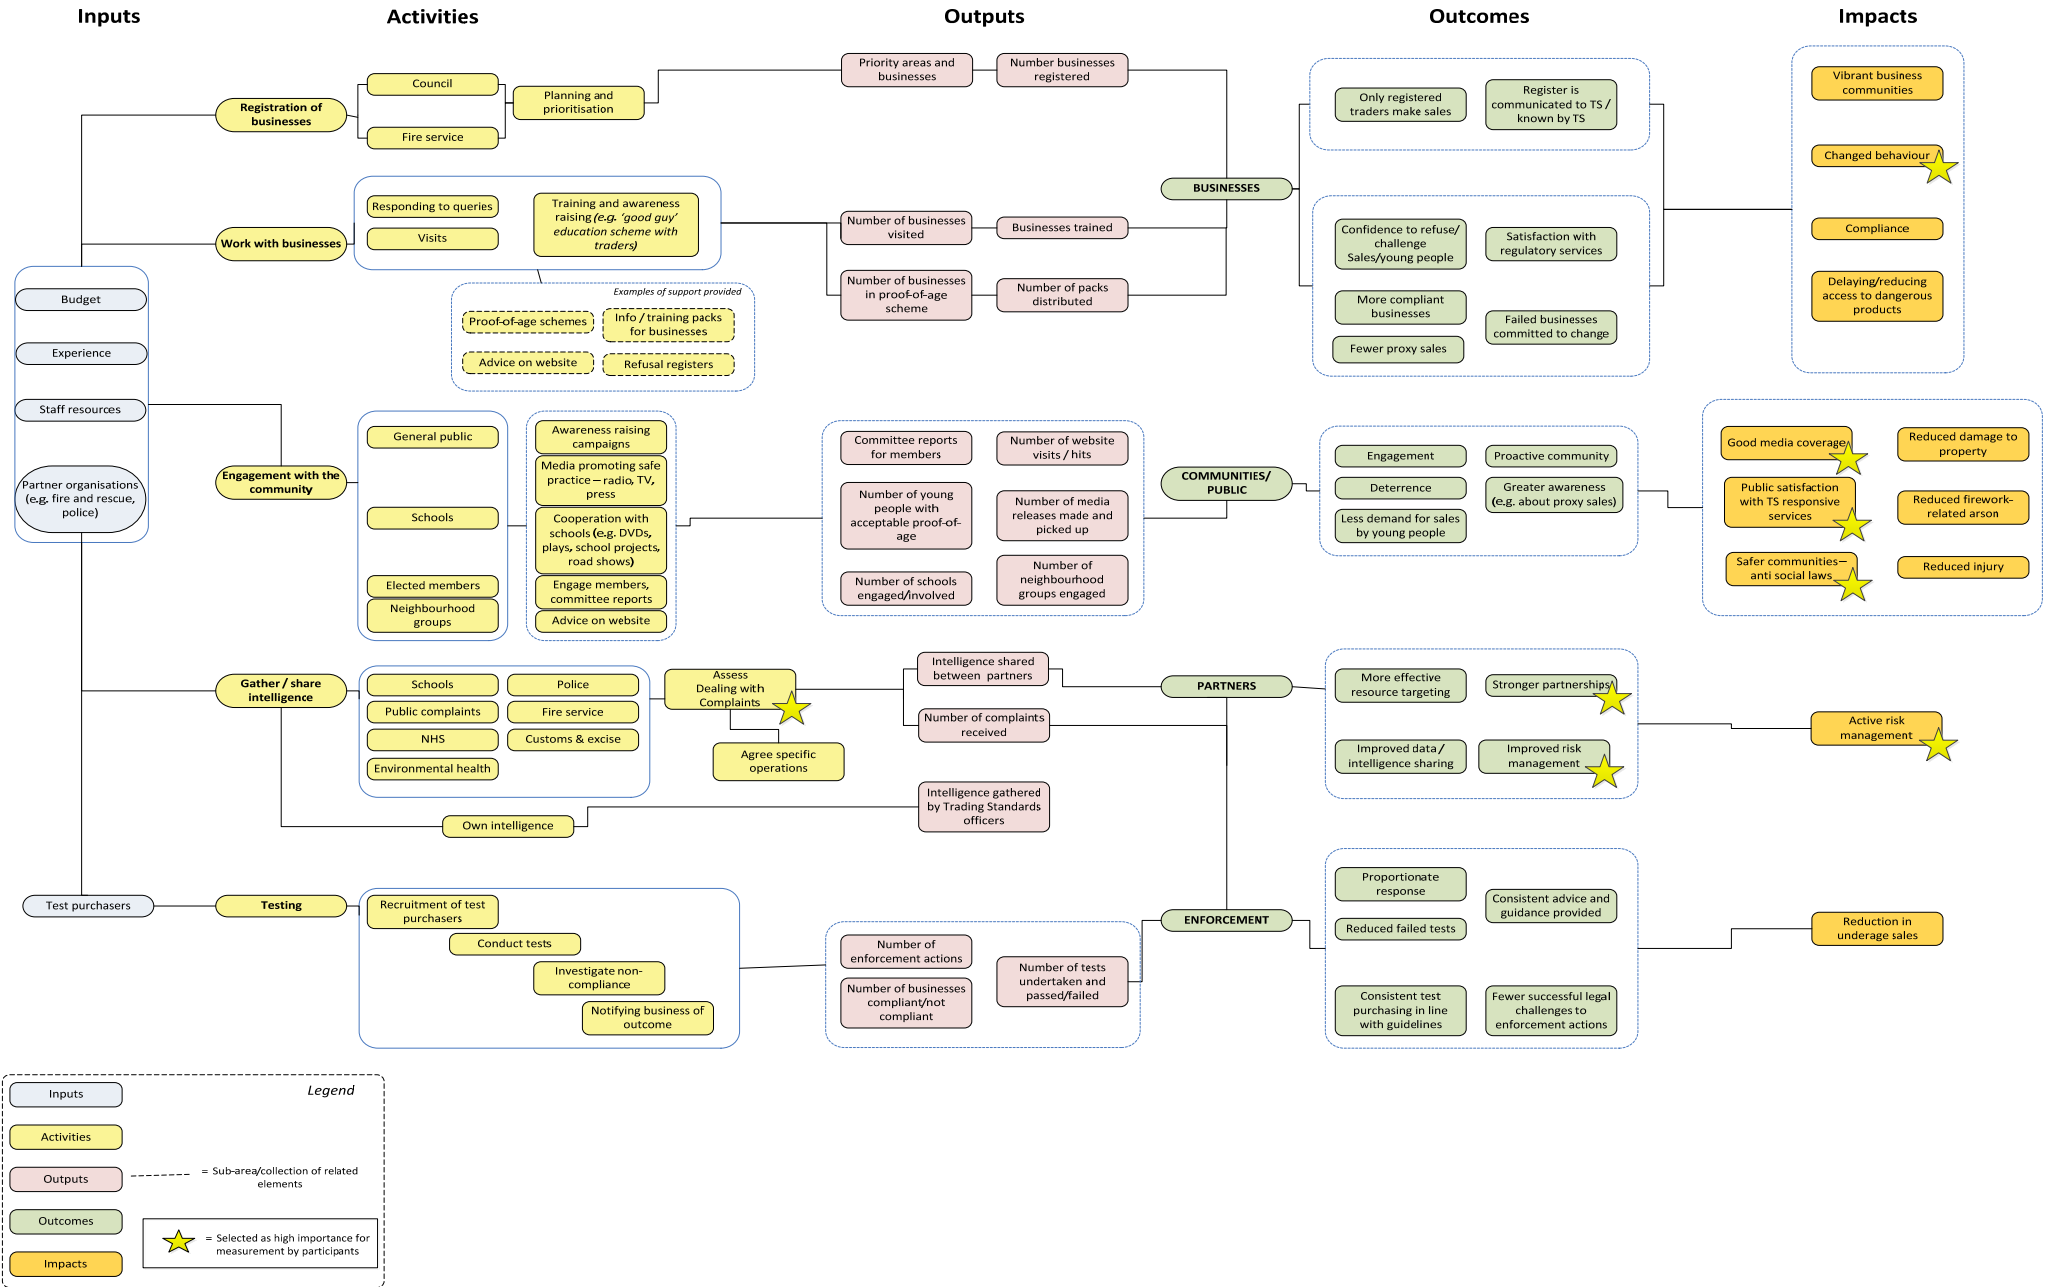 Inputs
Activities
Outputs
Outcomes
Impacts
Registration of
businesses
Council
Fire service
Planning and
prioritisation
Priority areas and
businesses
Number businesses
registered
Only registered
traders make sales
Register is
communicated to TS /
known by TS
Vibrant business
communities
Changed behaviour
Compliance
Delaying/reducing
access to dangerous
products
BUSINESSES
Work with businesses
Responding to queries
Visits
Training and awareness
raising (e.g. 'good guy'
education scheme with
traders)
Examples of support provided
Proof-of-age schemes
Info / training packs
for businesses
Advice on website
Refusal registers
Number of businesses
visited
Businesses trained
Number of businesses
in proof-of-age
scheme
Number of packs
distributed
Confidence to refuse/
challenge
Sales/young people
Satisfaction with
regulatory services
More compliant
businesses
Failed businesses
committed to change
Fewer proxy sales
Budget
Experience
Staff resources
Partner organisations
(e.g. fire and rescue,
police)
Engagement with the
community
General public
Schools
Elected members
Neighbourhood
groups
Awareness raising
campaigns
Media promoting safe
practice – radio, TV,
press
Cooperation with
schools (e.g. DVDs,
plays, school projects,
road shows)
Engage members,
committee reports
Advice on website
Committee reports
for members
Number of website
visits / hits
Number of young
people with
acceptable proof-of-
age
Number of media
releases made and
picked up
Number of schools
engaged/involved
Number of
neighbourhood
groups engaged
COMMUNITIES/
PUBLIC
Engagement
Proactive community
Deterrence
Greater awareness
(e.g. about proxy sales)
Less demand for sales
by young people
Good media coverage
Reduced damage to
property
Public satisfaction
with TS responsive
services
Reduced firework-
related arson
Safer communities–
anti social laws
Reduced injury
Gather / share
intelligence
Schools
Police
Public complaints
Fire service
NHS
Customs & excise
Environmental health
Assess
Dealing with
Complaints
Agree specific
operations
Own intelligence
Intelligence shared
between partners
Number of complaints
received
Intelligence gathered
by Trading Standards
officers
PARTNERS
More effective
resource targeting
Stronger partnerships
Improved data /
intelligence sharing
Improved risk
management
Active risk
management
Test purchasers
Testing
Recruitment of test
purchasers
Conduct tests
Investigate non-
compliance
Notifying business of
outcome
Number of
enforcement actions
Number of businesses
compliant/not
compliant
Number of tests
undertaken and
passed/failed
ENFORCEMENT
Proportionate
response
Consistent advice and
guidance provided
Reduced failed tests
Consistent test
purchasing in line
with guidelines
Fewer successful legal
challenges to
enforcement actions
Reduction in
underage sales
Legend
Inputs
Activities
Outputs
Outcomes
Impacts
= Sub-area/collection of related
elements
= Selected as high importance for
measurement by participants